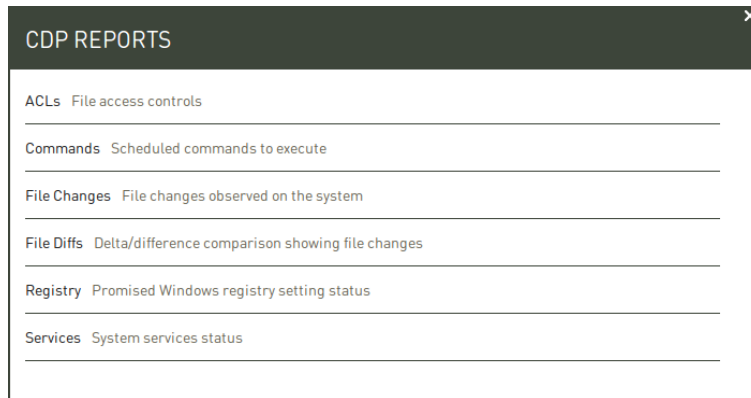 CDP REPORTS
ACLs File access controls
Commands Scheduled commands to execute
File Changes File changes observed on the system
File Diffs Delta/difference comparison showing file changes
Registry Promised Windows registry setting status
Services System services status